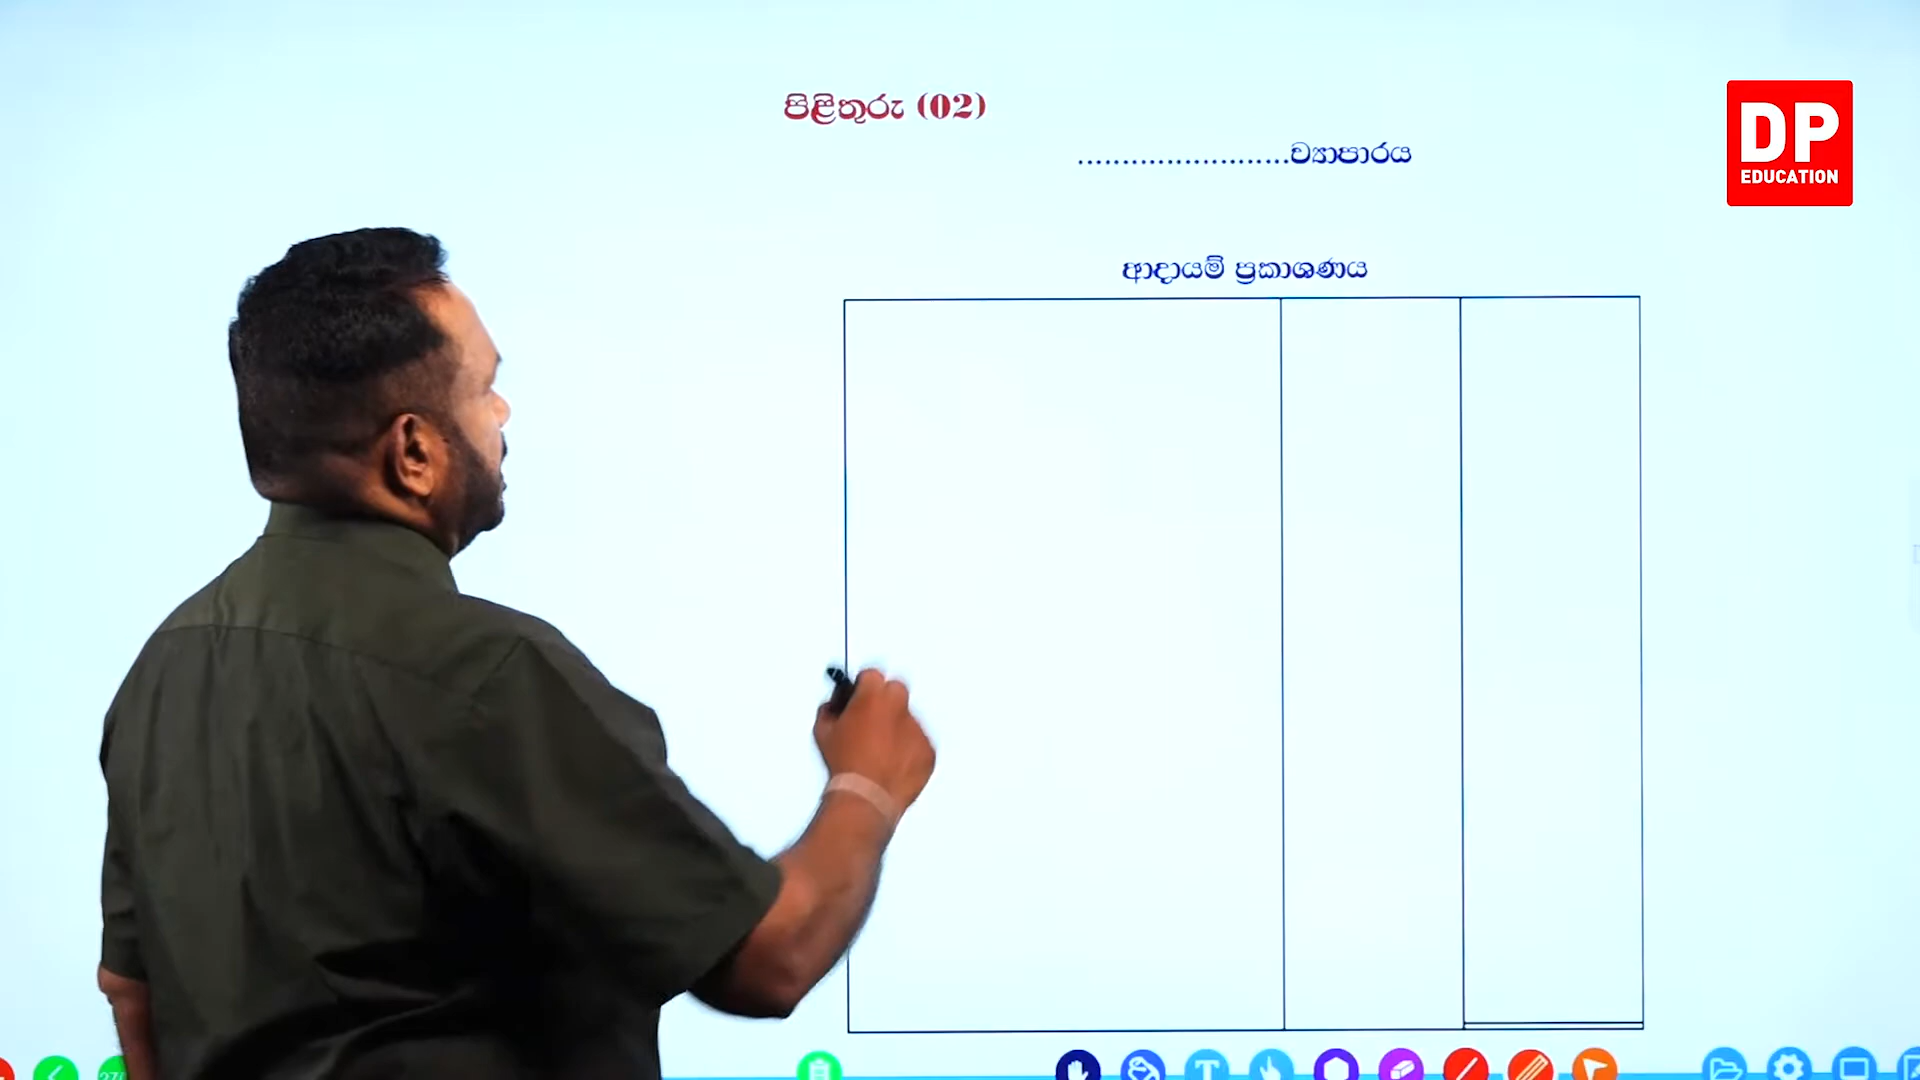 පිළිතුරු (02)
........................ව්‍යාපාරය
DP
EDUCATION
ආදායම් ප්‍රකාශණය
T